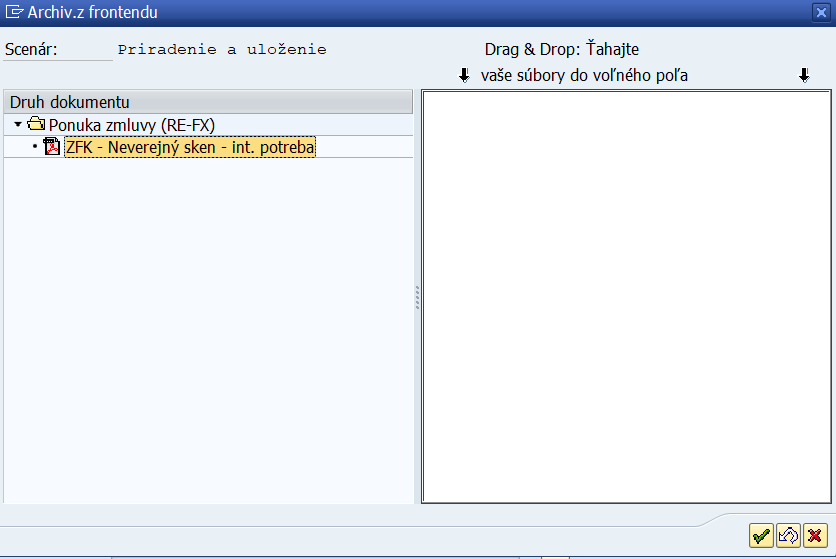 Archiv.z frontendu
Scenár: Priradenie a uloženie
Drag & Drop: Ťahajte
vaše súbory do voľného poľa
Druh dokumentu
Ponuka zmluvy (RE-FX)
ZFK - Neverejný sken - int. potreba